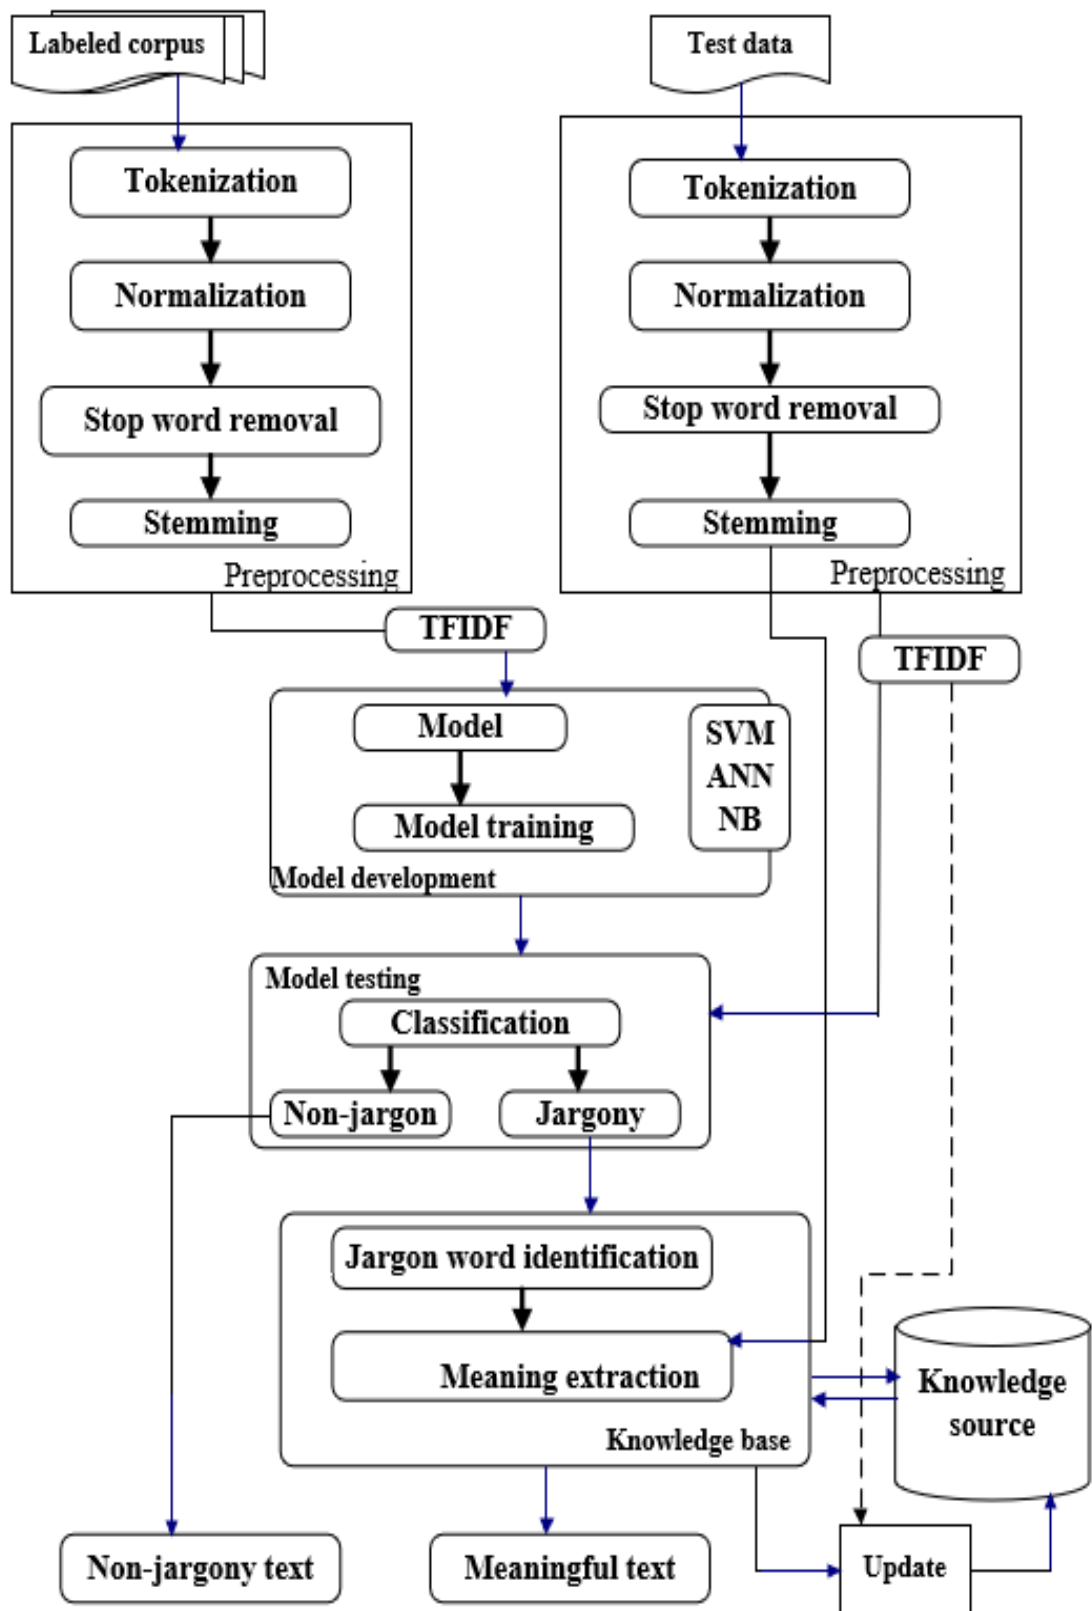 Labeled corpus
Test data
Tokenization
Normalization
Stop word removal
Stemming
Preprocessing
Tokenization
Normalization
Stop word removal
Stemming
Preprocessing
TFIDF
TFIDF
Model
Model training
SVM
ANN
NB
Model development
Model testing
Classification
Non-jargon
Jargony
Jargon word identification
Meaning extraction
Knowledge base
Knowledge
source
Non-jargony text
Meaningful text
Update